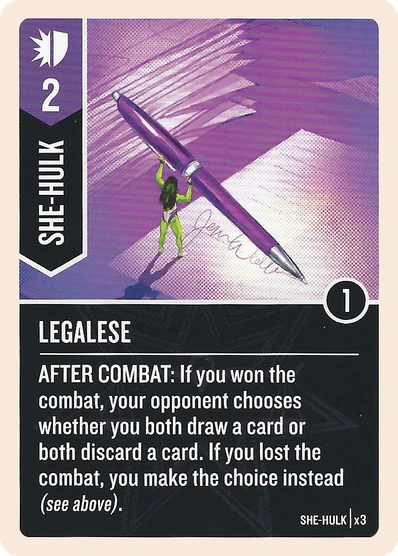 2
SHE-HULK
1
LEGALESE
AFTER COMBAT: If you won the
combat, your opponent chooses
whether you both draw a card or
both discard a card. If you lost the
combat, you make the choice instead
(see above).
SHE-HULK | x3